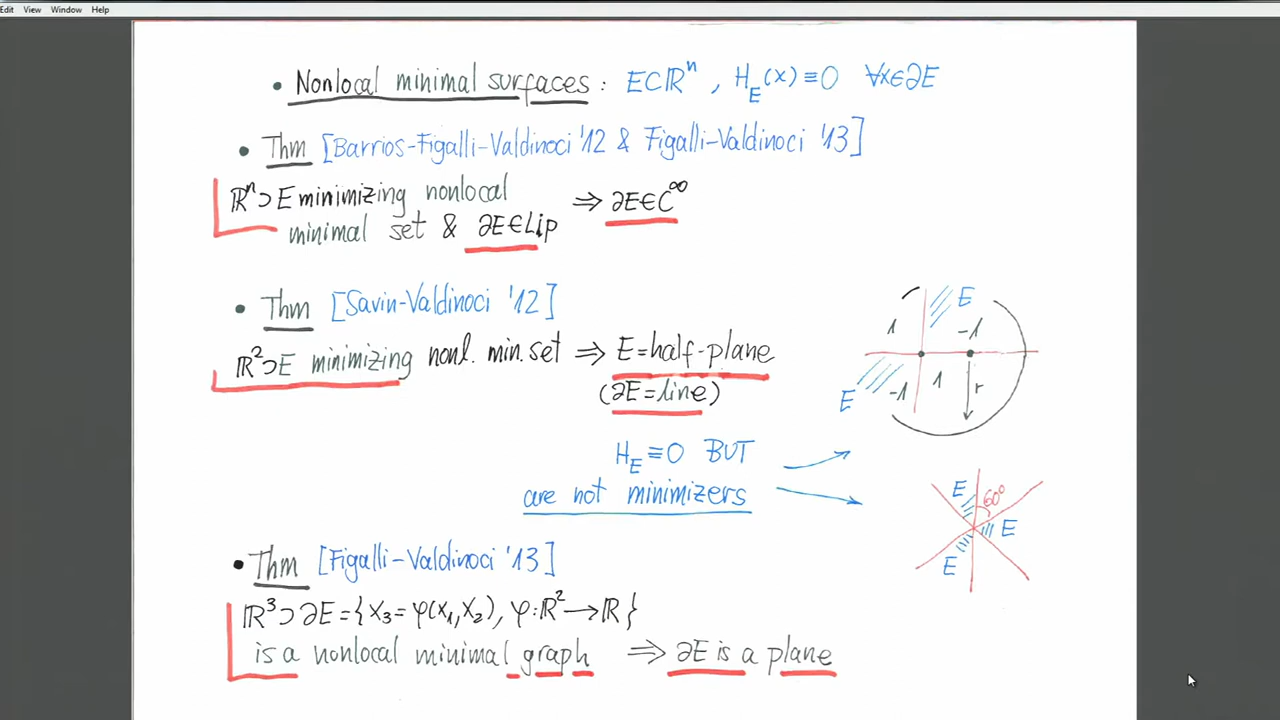 Edit View Window Help
• Nonlocal minimal surfaces : E⊂ℝⁿ , H_E(x) ≡ 0 ∀x∈∂E
• Thm [Barrios-Figalli-Valdinoci '12 & Figalli-Valdinoci '13]
ℝⁿ⊃E minimizing nonlocal
minimal set & ∂E∈Lip ⇒ ∂E∈C^∞
• Thm [Savin-Valdinoci '12]
ℝ²⊃E minimizing nonl. min. set ⇒ E=half-plane
(∂E=line)
E
1 -1
E -1 1 r
H_E ≡ 0 BUT
are not minimizers
E 60°
E
E
• Thm [Figalli-Valdinoci '13]
ℝ³⊃∂E={x₃=φ(x₁,x₂), φ:ℝ²→ℝ}
is a nonlocal minimal graph ⇒ ∂E is a plane